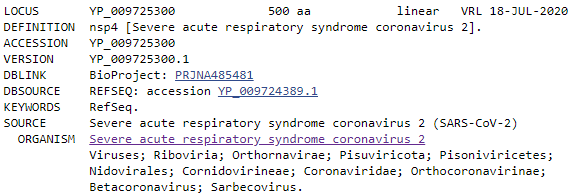 LOCUS       YP_009725300             500 aa            linear   VRL 18-JUL-2020
DEFINITION  nsp4 [Severe acute respiratory syndrome coronavirus 2].
ACCESSION   YP_009725300
VERSION     YP_009725300.1
DBLINK      BioProject: PRJNA485481
DBSOURCE    REFSEQ: accession YP_009724389.1
KEYWORDS    RefSeq.
SOURCE      Severe acute respiratory syndrome coronavirus 2 (SARS-CoV-2)
  ORGANISM  Severe acute respiratory syndrome coronavirus 2
            Viruses; Riboviria; Orthornavirae; Pisuviricota; Pisoniviricetes;
            Nidovirales; Cornidovirineae; Coronaviridae; Orthocoronavirinae;
            Betacoronavirus; Sarbecovirus.